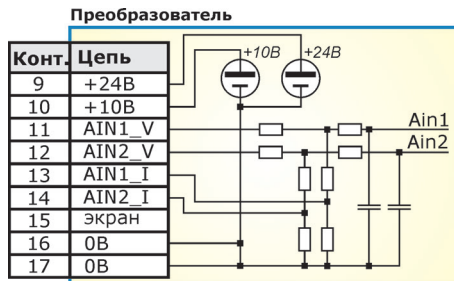 Преобразователь
Конт. Цепь
+10В +24В
9 +24В
10 +10В
11 AIN1_V Ain1
12 AIN2_V Ain2
13 AIN1_I
14 AIN2_I
15 экран
16 0В
17 0В